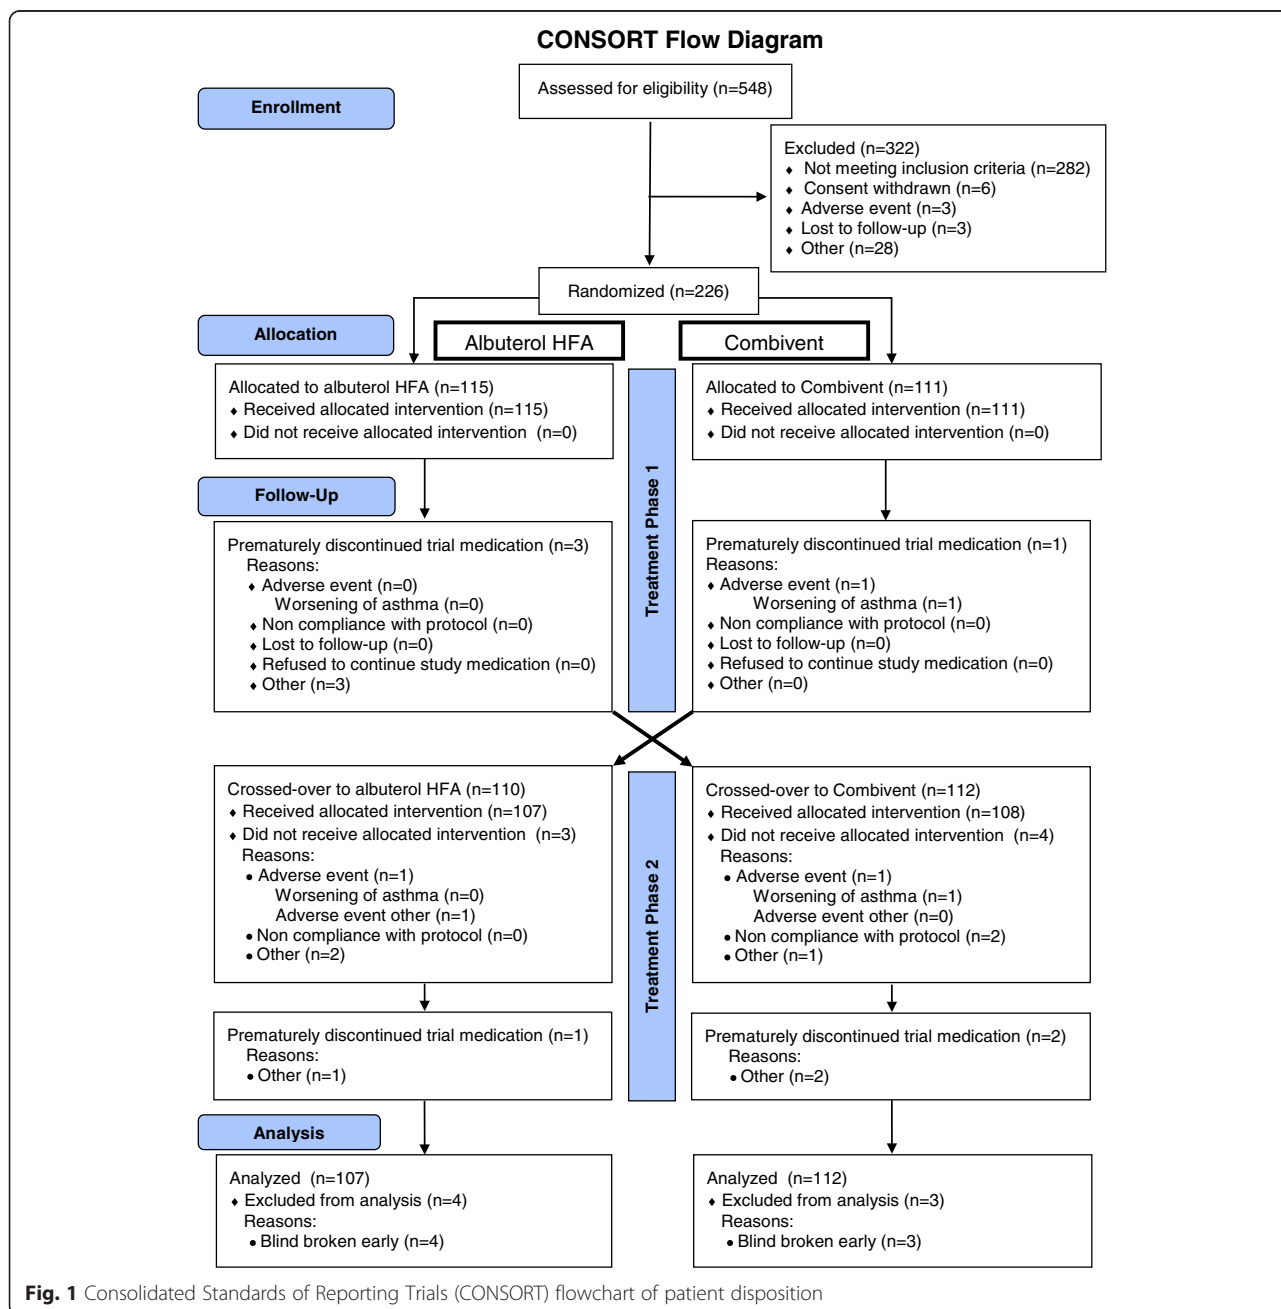 CONSORT Flow Diagram
Enrollment
Assessed for eligibility (n=548)
Excluded (n=322)
♦ Not meeting inclusion criteria (n=282)
♦ Consent withdrawn (n=6)
♦ Adverse event (n=3)
♦ Lost to follow-up (n=3)
♦ Other (n=28)
Randomized (n=226)
Allocation
Albuterol HFA
Combivent
Allocated to albuterol HFA (n=115)
♦ Received allocated intervention (n=115)
♦ Did not receive allocated intervention (n=0)
Treatment Phase 1
Allocated to Combivent (n=111)
♦ Received allocated intervention (n=111)
♦ Did not receive allocated intervention (n=0)
Follow-Up
Prematurely discontinued trial medication (n=3)
Reasons:
♦ Adverse event (n=0)
Worsening of asthma (n=0)
♦ Non compliance with protocol (n=0)
♦ Lost to follow-up (n=0)
♦ Refused to continue study medication (n=0)
♦ Other (n=3)
Prematurely discontinued trial medication (n=1)
Reasons:
♦ Adverse event (n=1)
Worsening of asthma (n=1)
♦ Non compliance with protocol (n=0)
♦ Lost to follow-up (n=0)
♦ Refused to continue study medication (n=0)
♦ Other (n=0)
Crossed-over to albuterol HFA (n=110)
♦ Received allocated intervention (n=107)
♦ Did not receive allocated intervention (n=3)
Reasons:
• Adverse event (n=1)
Worsening of asthma (n=0)
Adverse event other (n=1)
• Non compliance with protocol (n=0)
• Other (n=2)
Treatment Phase 2
Crossed-over to Combivent (n=112)
♦ Received allocated intervention (n=108)
♦ Did not receive allocated intervention (n=4)
Reasons:
• Adverse event (n=1)
Worsening of asthma (n=1)
Adverse event other (n=0)
• Non compliance with protocol (n=2)
• Other (n=1)
Prematurely discontinued trial medication (n=1)
Reasons:
• Other (n=1)
Prematurely discontinued trial medication (n=2)
Reasons:
• Other (n=2)
Analysis
Analyzed (n=107)
♦ Excluded from analysis (n=4)
Reasons:
• Blind broken early (n=4)
Analyzed (n=112)
♦ Excluded from analysis (n=3)
Reasons:
• Blind broken early (n=3)
Fig. 1 Consolidated Standards of Reporting Trials (CONSORT) flowchart of patient disposition